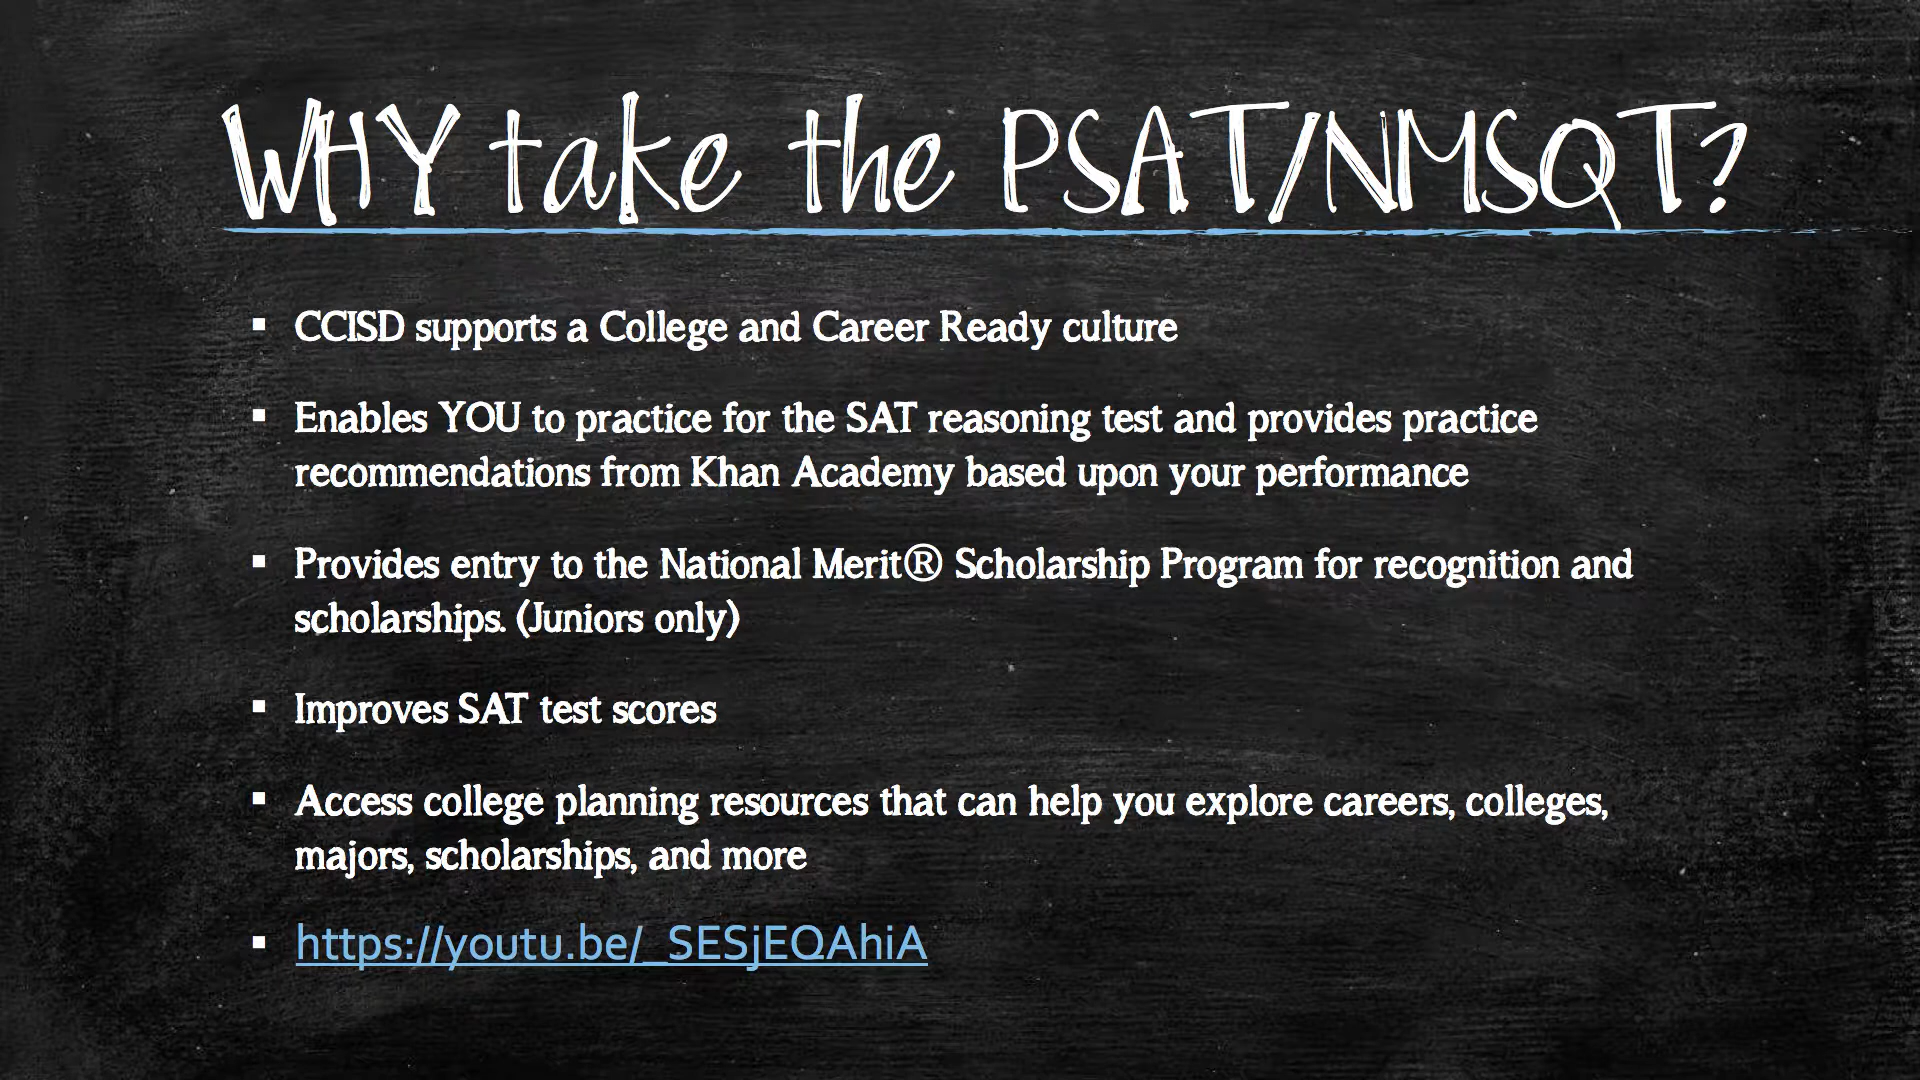 WHY take the PSAT/NMSQT?
▪ CCISD supports a College and Career Ready culture
▪ Enables YOU to practice for the SAT reasoning test and provides practice
recommendations from Khan Academy based upon your performance
▪ Provides entry to the National Merit® Scholarship Program for recognition and
scholarships. (Juniors only)
▪ Improves SAT test scores
▪ Access college planning resources that can help you explore careers, colleges,
majors, scholarships, and more
▪ https://youtu.be/_SESjEQAhiA